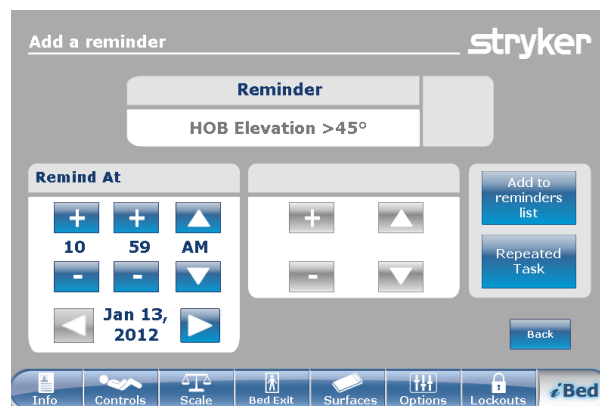 Add a reminder
stryker
Reminder
HOB Elevation >45°
Remind At
+ + +
10 59 AM
- - -
Jan 13,
2012
Add to
reminders
list
Repeated
Task
Back
Info Controls Scale Bed Exit Surfaces Options Lockouts iBed